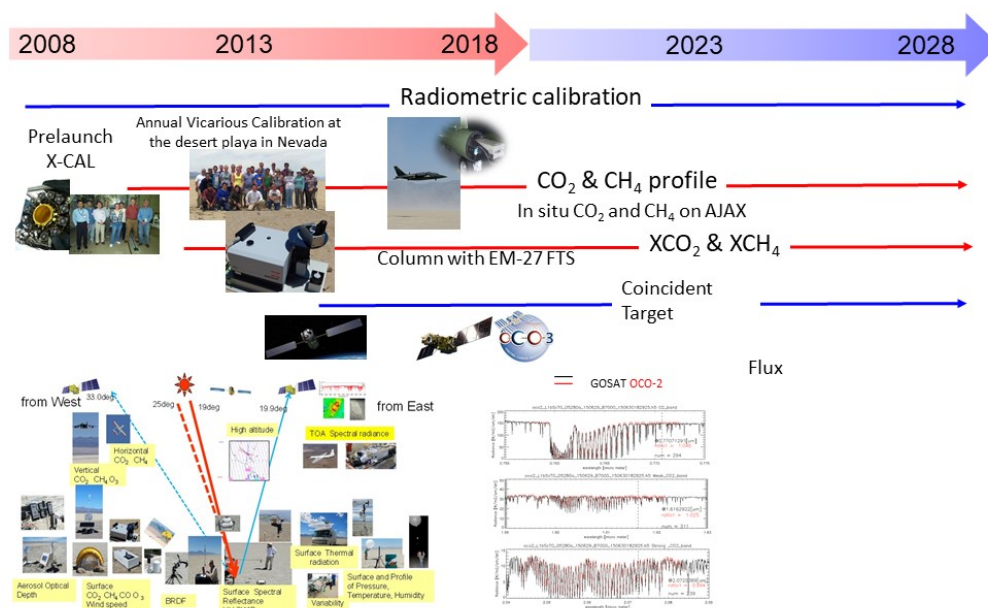 2008
2013
2018
2023
2028
Radiometric calibration
Prelaunch
X-CAL
Annual Vicarious Calibration at
the desert playa in Nevada
CO2 & CH4 profile
In situ CO2 and CH4 on AJAX
XCO2 & XCH4
Column with EM-27 FTS
Coincident
Target
OCO-3
Flux
GOSAT OCO-2
from West
33.0deg
25deg
19deg
19.9deg
from East
High altitude
TOA Spectral radiance
Horizontal
CO2 CH4
Vertical
CO2 CH4 O3
Surface Thermal
radiation
Aerosol Optical
Depth
Surface
CO2 CH4 CO O3
Wind speed
BRDF
Surface Spectral
Reflectance
Variability
Surface and Profile
of Pressure,
Temperature, Humidity